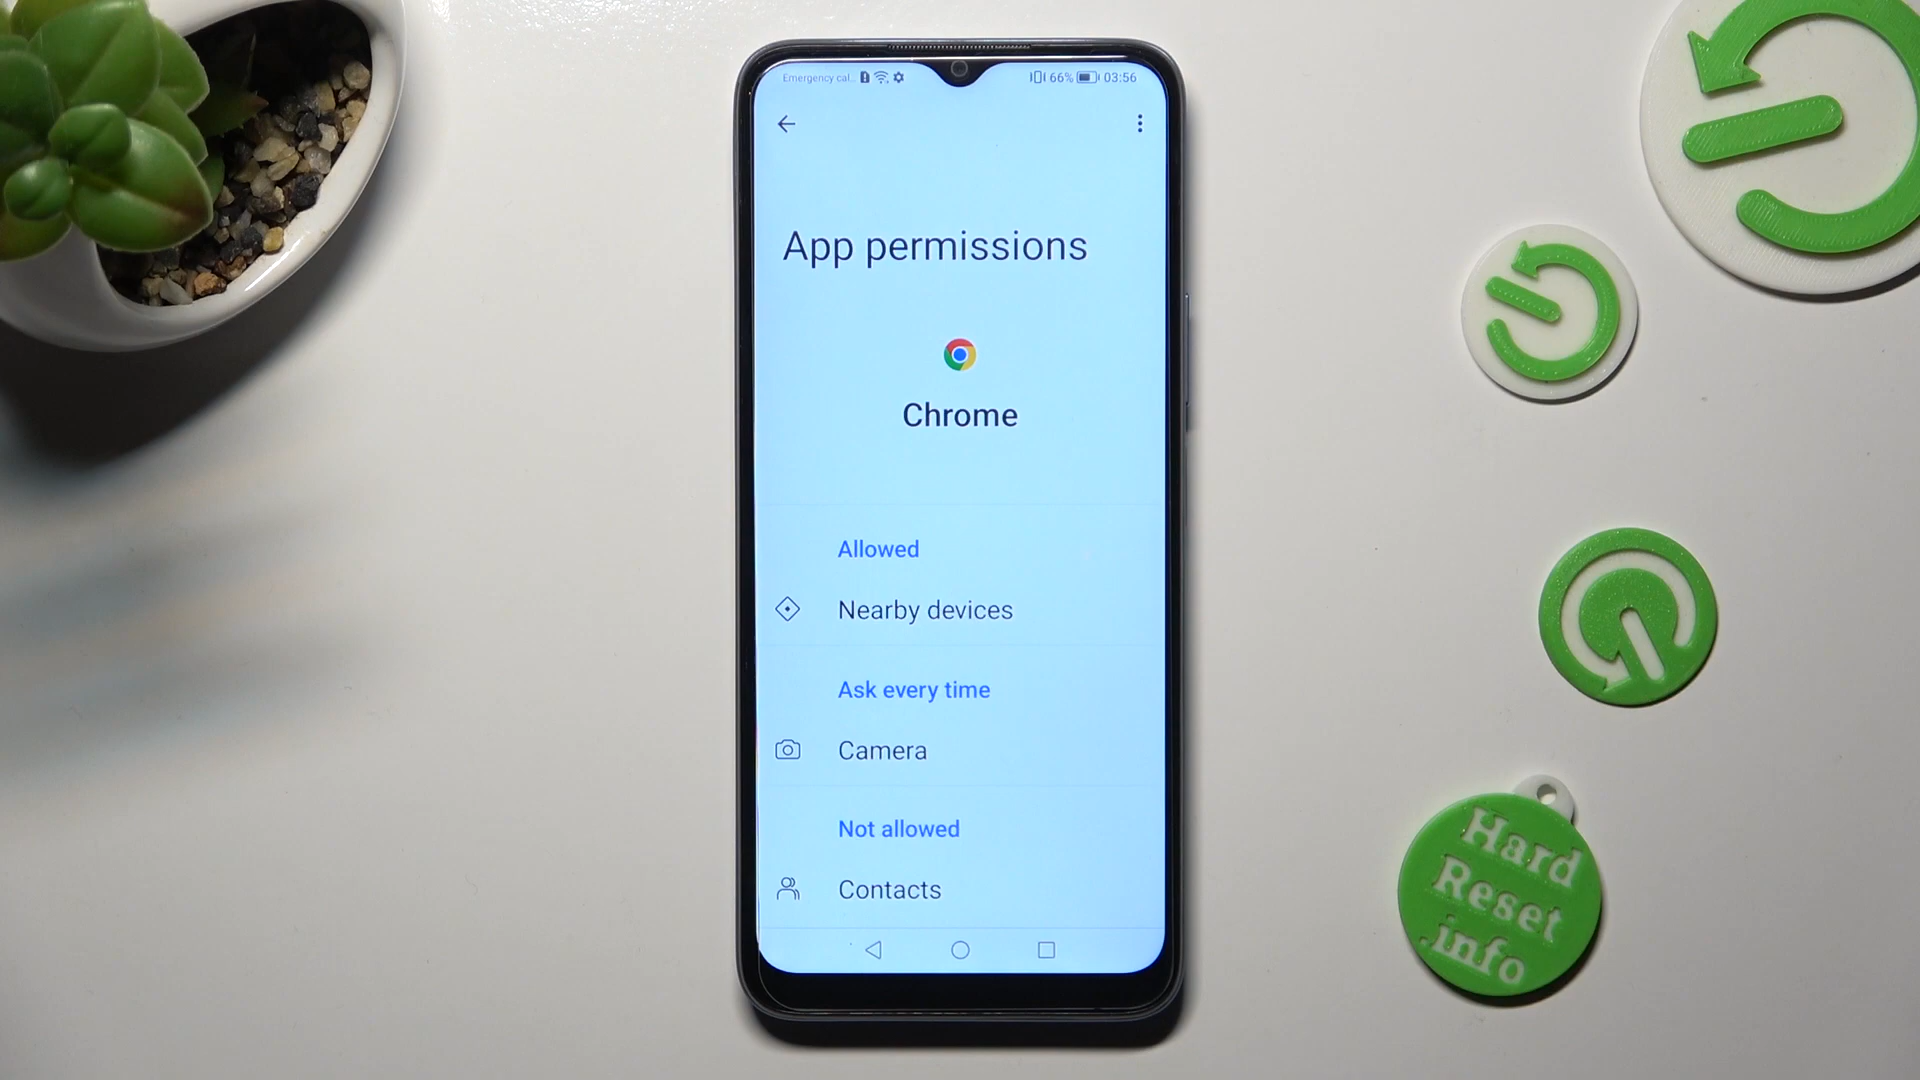 Emergency cal... 66% 03:56
App permissions
Chrome
Allowed
Nearby devices
Ask every time
Camera
Not allowed
Contacts
Hard
Reset
.info